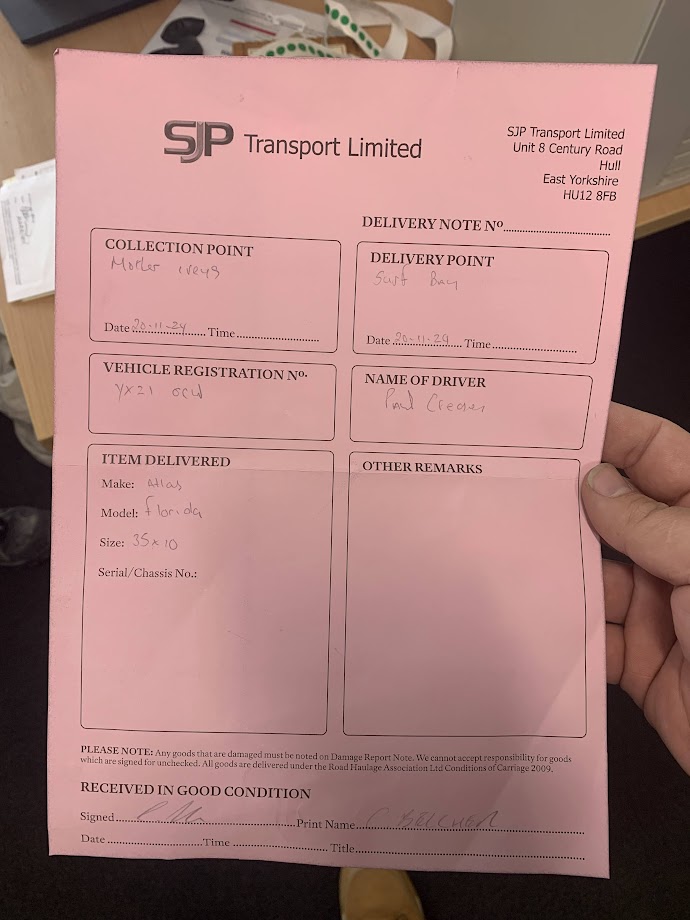 SJP Transport Limited
SJP Transport Limited
Unit 8 Century Road
Hull
East Yorkshire
HU12 8FB
DELIVERY NOTE Nº
COLLECTION POINT
Mother iveys
Date 20-11-24 Time
DELIVERY POINT
Surf Bay
Date 20-11-24 Time
VEHICLE REGISTRATION Nº.
YX21
NAME OF DRIVER
Paul
ITEM DELIVERED
Make: Atlas
Model: florida
Size: 35x10
Serial/Chassis No.:
OTHER REMARKS
PLEASE NOTE: Any goods that are damaged must be noted on Damage Report Note. We cannot accept responsibility for goods
which are signed for unchecked. All goods are delivered under the Road Haulage Association Ltd Conditions of Carriage 2009.
RECEIVED IN GOOD CONDITION
Signed Print Name C BELCHER
Date Time Title